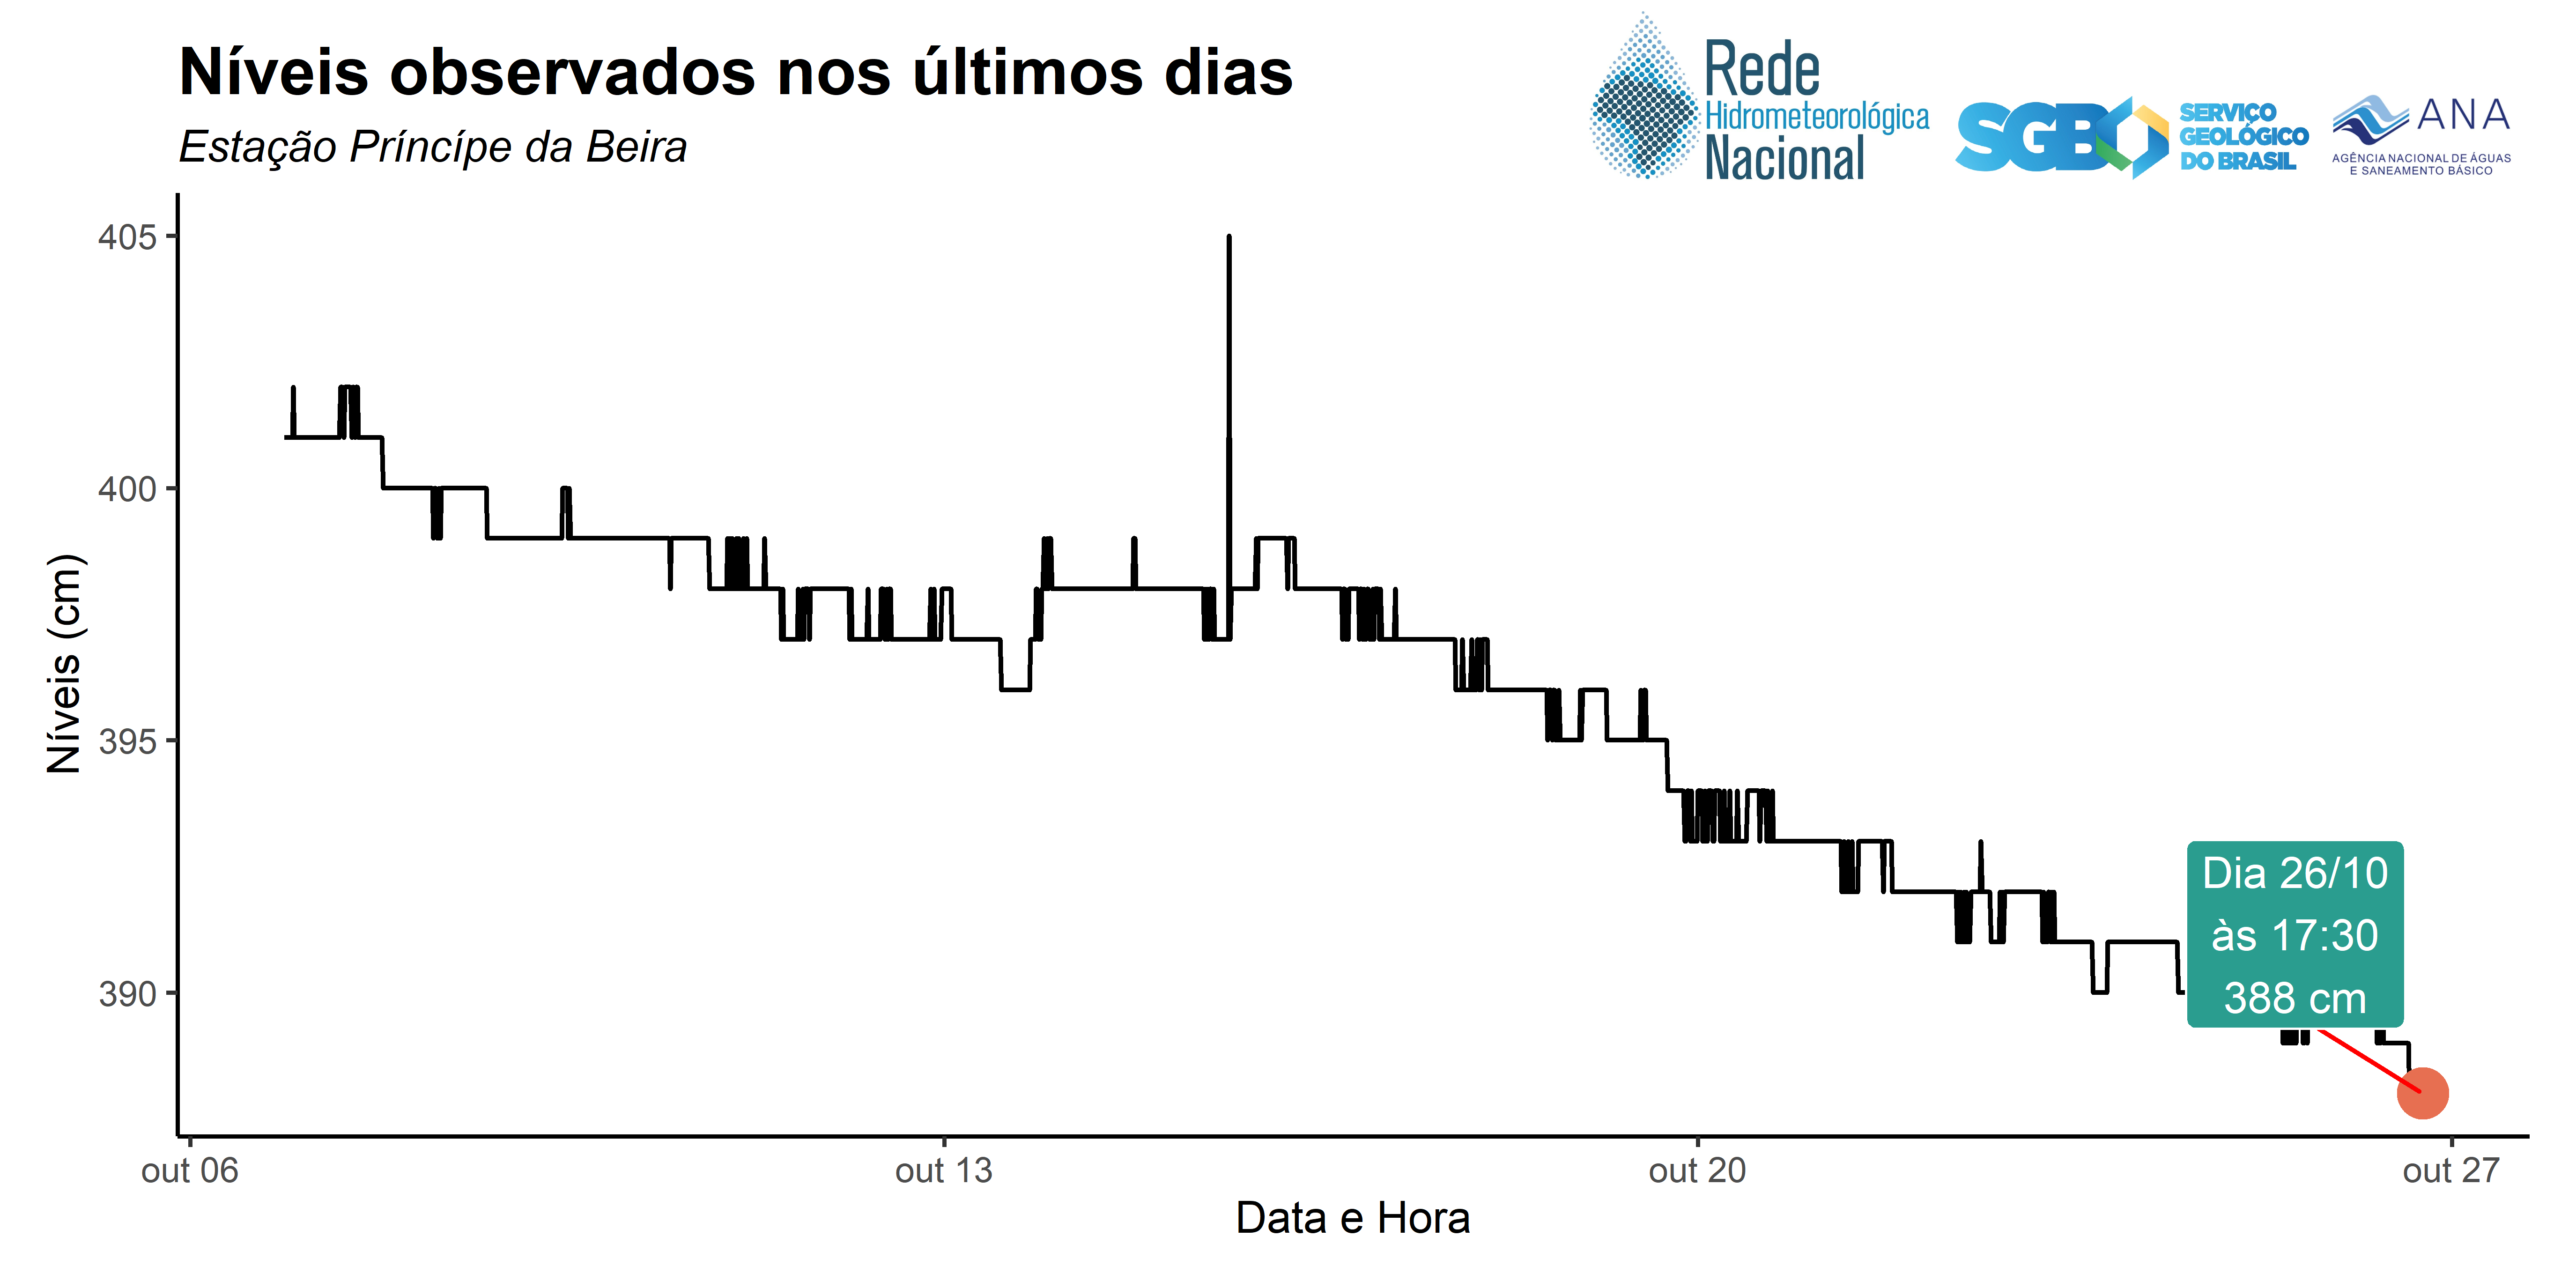 Níveis observados nos últimos dias
Estação Príncípe da Beira
Rede
Hidrometeorológica
Nacional
SGB
SERVIÇO
GEOLÓGICO
DO BRASIL
ANA
AGÊNCIA NACIONAL DE ÁGUAS
E SANEAMENTO BÁSICO
Níveis (cm)
405
400
395
390
Dia 26/10
às 17:30
388 cm
out 06
out 13
out 20
out 27
Data e Hora